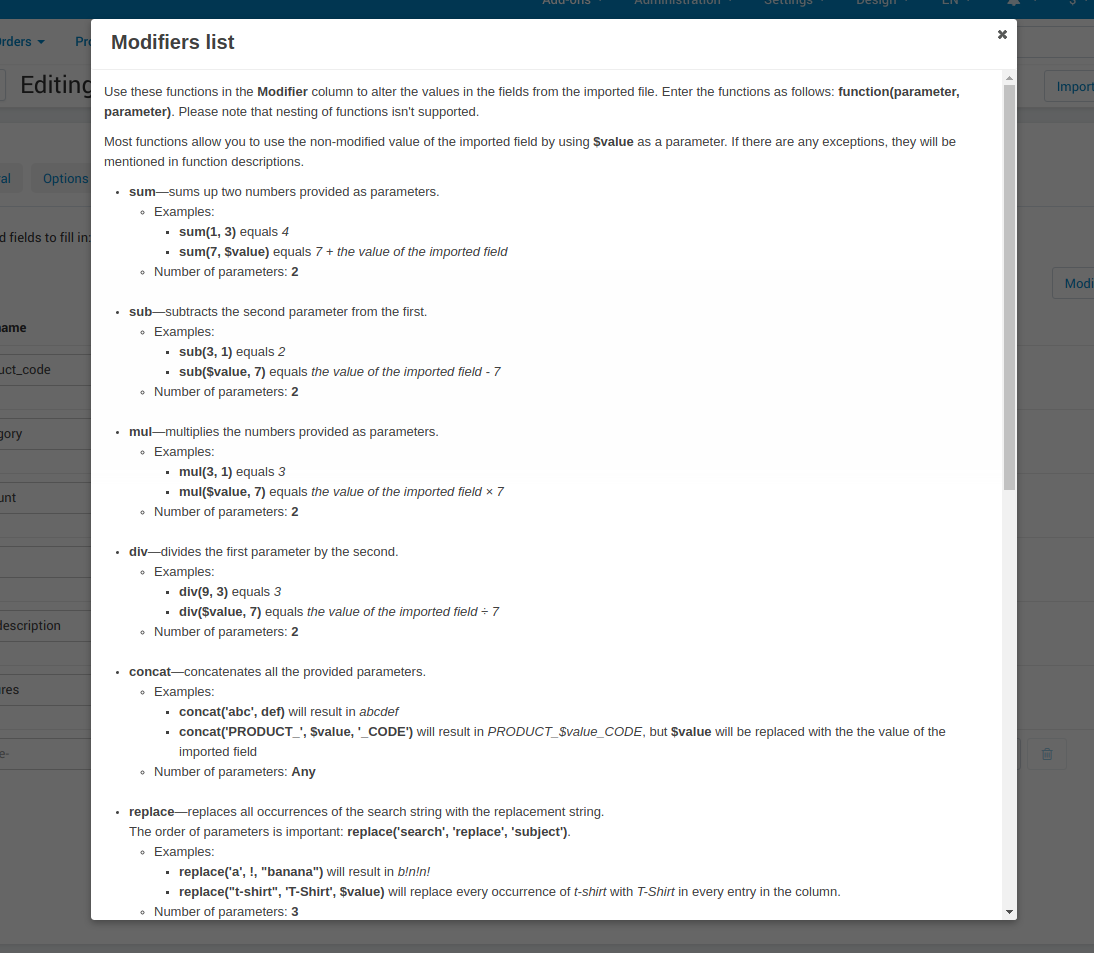 Add-ons Administration Settings Design EN $
Orders
Modifiers list
Editing
Import
Use these functions in the Modifier column to alter the values in the fields from the imported file. Enter the functions as follows: function(parameter,
parameter). Please note that nesting of functions isn't supported.
Most functions allow you to use the non-modified value of the imported field by using $value as a parameter. If there are any exceptions, they will be
mentioned in function descriptions.
al Options
• sum—sums up two numbers provided as parameters.
Examples:
sum(1, 3) equals 4
d fields to fill in:
sum(7, $value) equals 7 + the value of the imported field
Number of parameters: 2
Modi
• sub—subtracts the second parameter from the first.
ame
Examples:
sub(3, 1) equals 2
uct_code
sub($value, 7) equals the value of the imported field - 7
Number of parameters: 2
• mul—multiplies the numbers provided as parameters.
gory
Examples:
mul(3, 1) equals 3
mul($value, 7) equals the value of the imported field × 7
unt
Number of parameters: 2
• div—divides the first parameter by the second.
Examples:
div(9, 3) equals 3
div($value, 7) equals the value of the imported field ÷ 7
description
Number of parameters: 2
• concat—concatenates all the provided parameters.
res
Examples:
concat('abc', def) will result in abcdef
concat('PRODUCT_', $value, '_CODE') will result in PRODUCT_$value_CODE, but $value will be replaced with the the value of the
imported field
e-
Number of parameters: Any
• replace—replaces all occurrences of the search string with the replacement string.
The order of parameters is important: replace('search', 'replace', 'subject').
Examples:
replace('a', !, "banana") will result in b!n!n!
replace("t-shirt", 'T-Shirt', $value) will replace every occurrence of t-shirt with T-Shirt in every entry in the column.
Number of parameters: 3